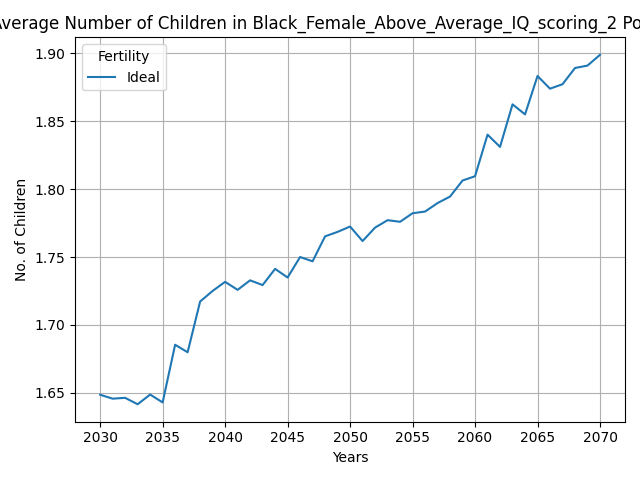 Average Number of Children in Black_Female_Above_Average_IQ_scoring_2 Po
Fertility
Ideal
1.90
1.85
1.80
1.75
1.70
1.65
No. of Children
2030 2035 2040 2045 2050 2055 2060 2065 2070
Years